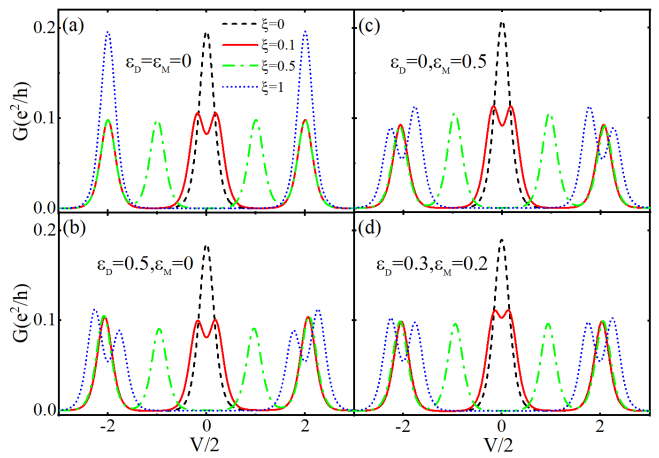 (a)
ε_D=ε_M=0
ξ=0
ξ=0.1
ξ=0.5
ξ=1
(c)
ε_D=0,ε_M=0.5
G(e²/h)
0.2
0.1
0.0
(b)
ε_D=0.5,ε_M=0
(d)
ε_D=0.3,ε_M=0.2
G(e²/h)
0.2
0.1
0.0
-2 0 2 -2 0 2
V/2 V/2